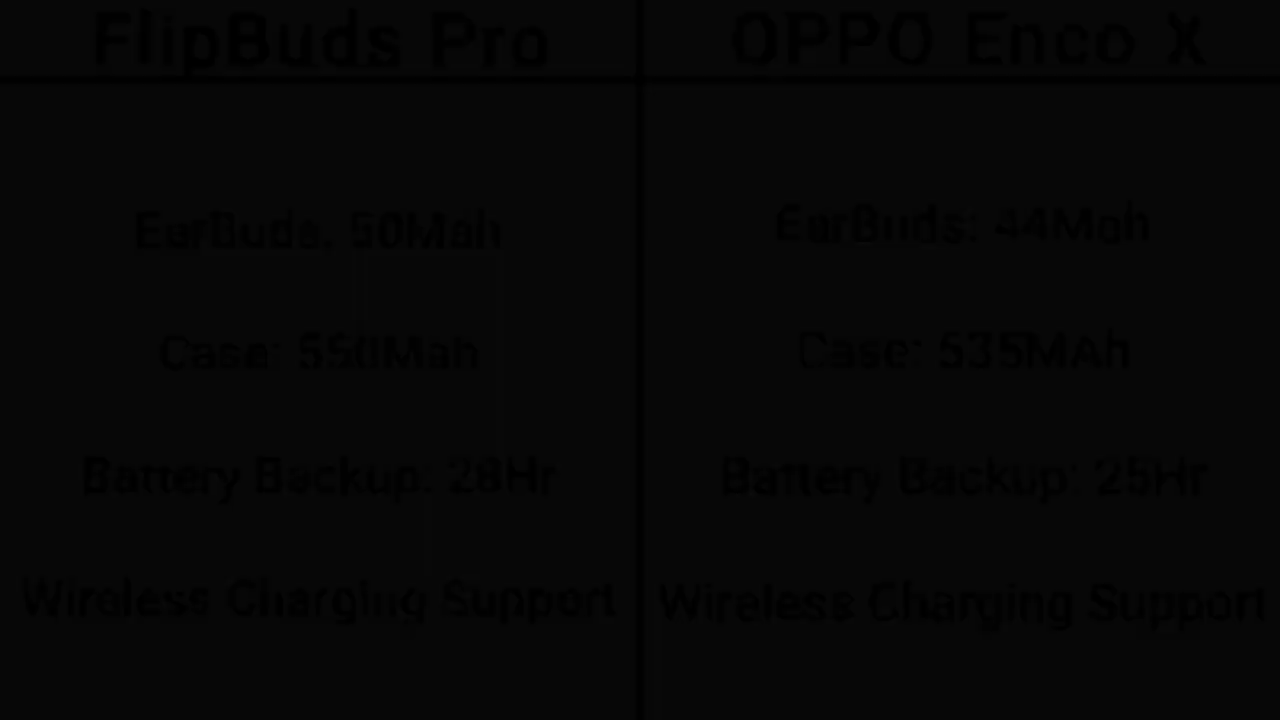 FlipBuds Pro
OPPO Enco X
EarBuds: 50Mah
EarBuds: 44Mah
Case: 550Mah
Case: 535MAh
Battery Backup: 28Hr
Battery Backup: 25Hr
Wireless Charging Support
Wireless Charging Support